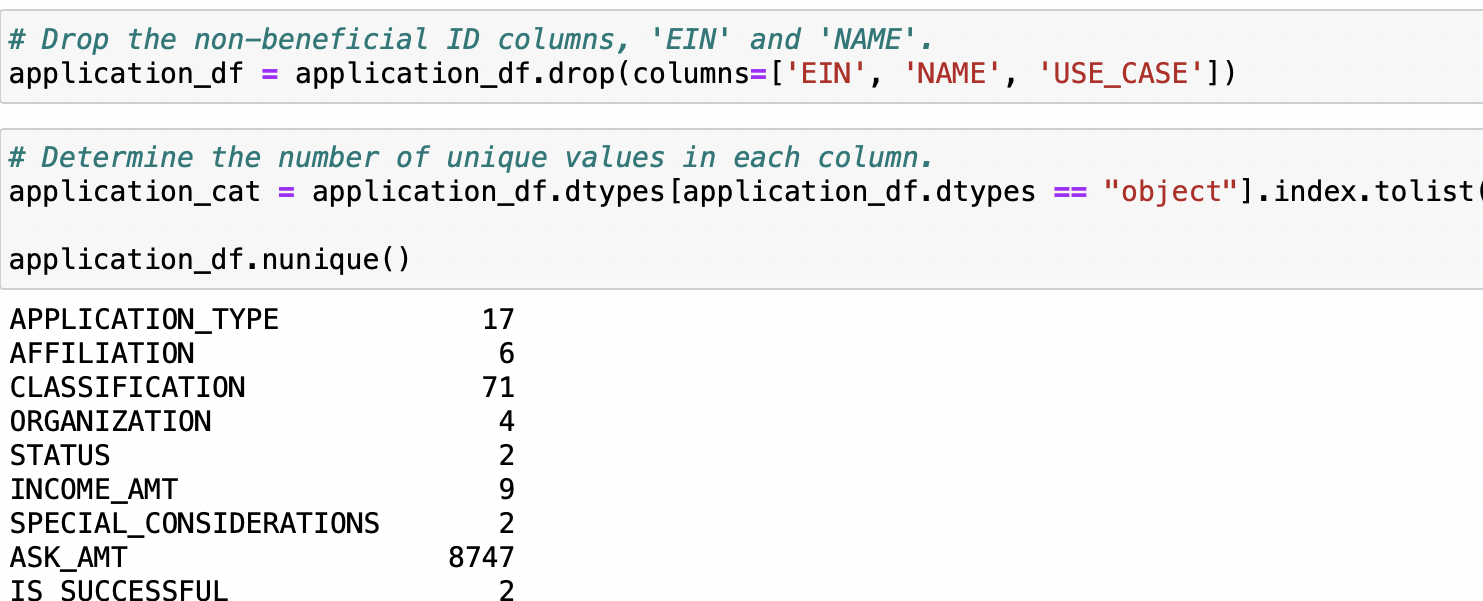 # Drop the non-beneficial ID columns, 'EIN' and 'NAME'.
application_df = application_df.drop(columns=['EIN', 'NAME', 'USE_CASE'])
# Determine the number of unique values in each column.
application_cat = application_df.dtypes[application_df.dtypes == "object"].index.tolist(
application_df.nunique()
APPLICATION_TYPE 17
AFFILIATION 6
CLASSIFICATION 71
ORGANIZATION 4
STATUS 2
INCOME_AMT 9
SPECIAL_CONSIDERATIONS 2
ASK_AMT 8747
IS_SUCCESSFUL 2